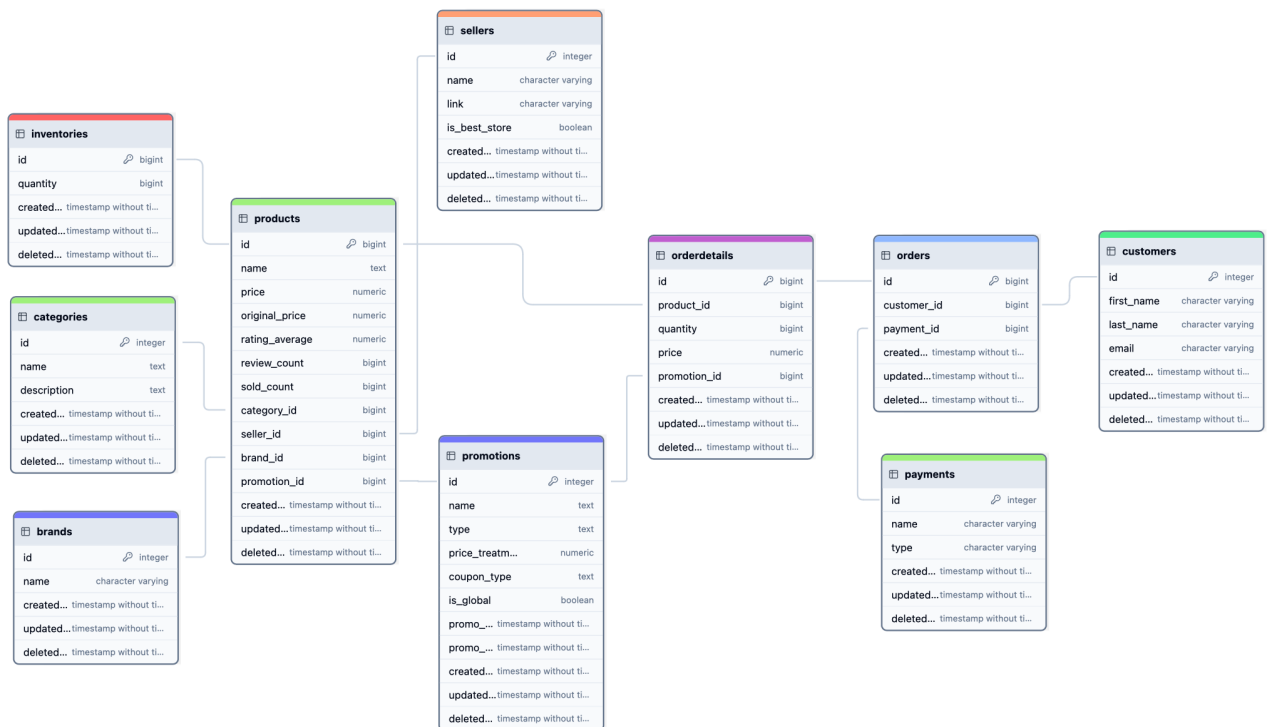 sellers
id integer
name character varying
link character varying
is_best_store boolean
created... timestamp without ti...
updated... timestamp without ti...
deleted... timestamp without ti...
inventories
id bigint
quantity bigint
created... timestamp without ti...
updated... timestamp without ti...
deleted... timestamp without ti...
products
id bigint
name text
price numeric
original_price numeric
rating_average numeric
review_count bigint
sold_count bigint
category_id bigint
seller_id bigint
brand_id bigint
promotion_id bigint
created... timestamp without ti...
updated... timestamp without ti...
deleted... timestamp without ti...
categories
id integer
name text
description text
created... timestamp without ti...
updated... timestamp without ti...
deleted... timestamp without ti...
brands
id integer
name character varying
created... timestamp without ti...
updated... timestamp without ti...
deleted... timestamp without ti...
promotions
id integer
name text
type text
price_treatm... numeric
coupon_type text
is_global boolean
promo_... timestamp without ti...
promo_... timestamp without ti...
created... timestamp without ti...
updated... timestamp without ti...
deleted... timestamp without ti...
orderdetails
id bigint
product_id bigint
quantity bigint
price numeric
promotion_id bigint
created... timestamp without ti...
updated... timestamp without ti...
deleted... timestamp without ti...
orders
id bigint
customer_id bigint
payment_id bigint
created... timestamp without ti...
updated... timestamp without ti...
deleted... timestamp without ti...
customers
id integer
first_name character varying
last_name character varying
email character varying
created... timestamp without ti...
updated... timestamp without ti...
deleted... timestamp without ti...
payments
id integer
name character varying
type character varying
created... timestamp without ti...
updated... timestamp without ti...
deleted... timestamp without ti...